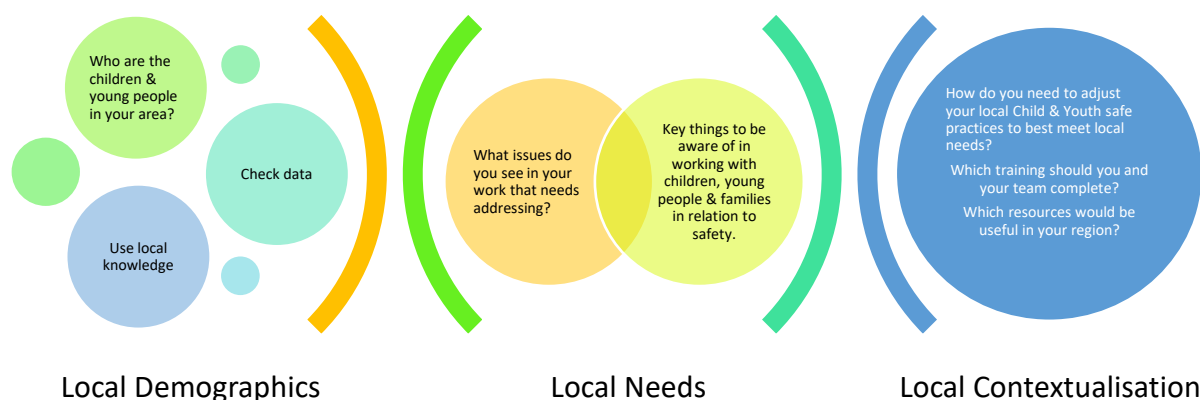 Who are the
children &
young people
in your area?
Check data
Use local
knowledge
Local Demographics
What issues do
you see in your
work that needs
addressing?
Key things to be
aware of in
working with
children, young
people & families
in relation to
safety.
Local Needs
How do you need to adjust
your local Child & Youth safe
practices to best meet local
needs?
Which training should you and
your team complete?
Which resources would be
useful in your region?
Local Contextualisation